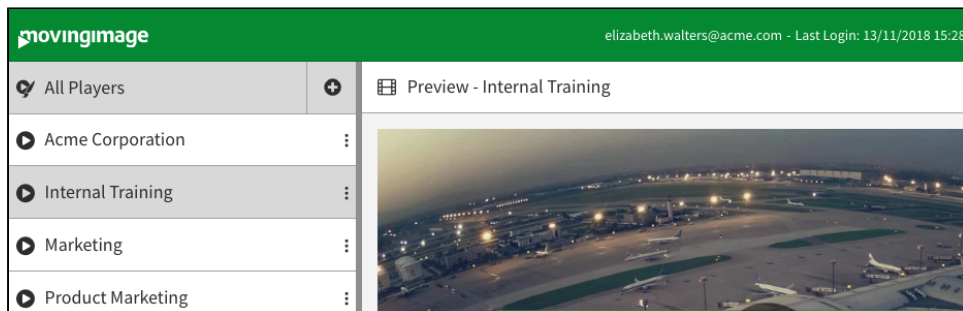 movingimage
elizabeth.walters@acme.com - Last Login: 13/11/2018 15:28
All Players
Preview - Internal Training
Acme Corporation
Internal Training
Marketing
Product Marketing